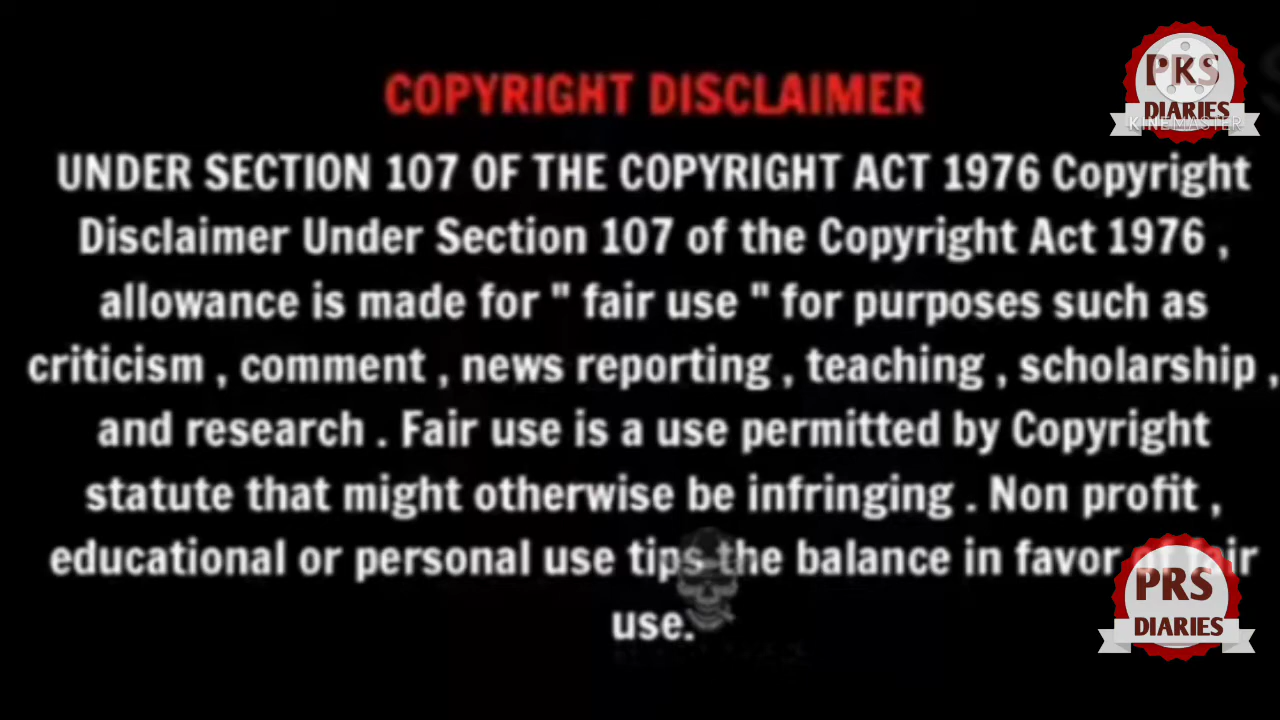 COPYRIGHT DISCLAIMER
UNDER SECTION 107 OF THE COPYRIGHT ACT 1976 Copyright
Disclaimer Under Section 107 of the Copyright Act 1976 ,
allowance is made for " fair use " for purposes such as
criticism , comment , news reporting , teaching , scholarship ,
and research . Fair use is a use permitted by Copyright
statute that might otherwise be infringing . Non profit ,
educational or personal use tips the balance in favor of fair
use.
PRS
DIARIES
KINEMASTER
PRS
DIARIES